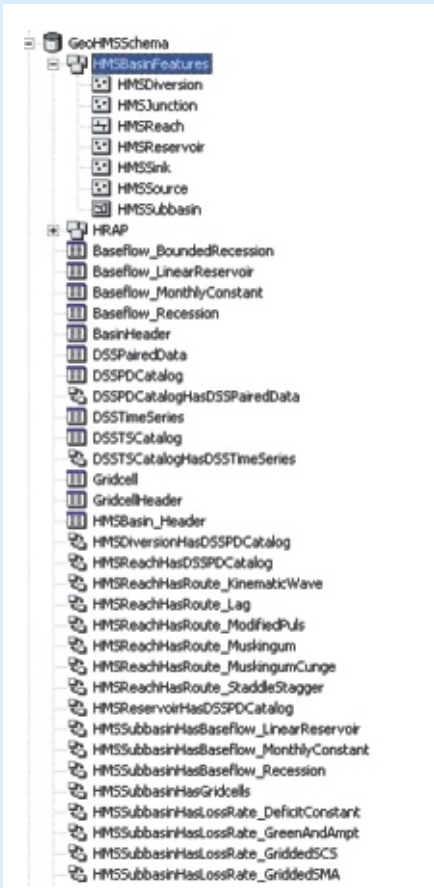 GeoHMSSchema
HMSBasinFeatures
HMSDiversion
HMSJunction
HMSReach
HMSReservoir
HMSSink
HMSSource
HMSSubbasin
HRAP
Baseflow_BoundedRecession
Baseflow_LinearReservoir
Baseflow_MonthlyConstant
Baseflow_Recession
BasinHeader
DSSPairedData
DSSPDCatalog
DSSPDCatalogHasDSSPairedData
DSSTimeSeries
DSSTSCatalog
DSSTSCatalogHasDSSTimeSeries
Gridcell
GridcellHeader
HMSBasin_Header
HMSDiversionHasDSSPDCatalog
HMSReachHasDSSPDCatalog
HMSReachHasRoute_KinematicWave
HMSReachHasRoute_Lag
HMSReachHasRoute_ModifiedPuls
HMSReachHasRoute_Muskingum
HMSReachHasRoute_MuskingumCunge
HMSReachHasRoute_StaddleStagger
HMSReservoirHasDSSPDCatalog
HMSSubbasinHasBaseflow_LinearReservoir
HMSSubbasinHasBaseflow_MonthlyConstant
HMSSubbasinHasBaseflow_Recession
HMSSubbasinHasGridcells
HMSSubbasinHasLossRate_DeficitConstant
HMSSubbasinHasLossRate_GreenAndAmpt
HMSSubbasinHasLossRate_GriddedSCS
HMSSubbasinHasLossRate_GriddedSMA